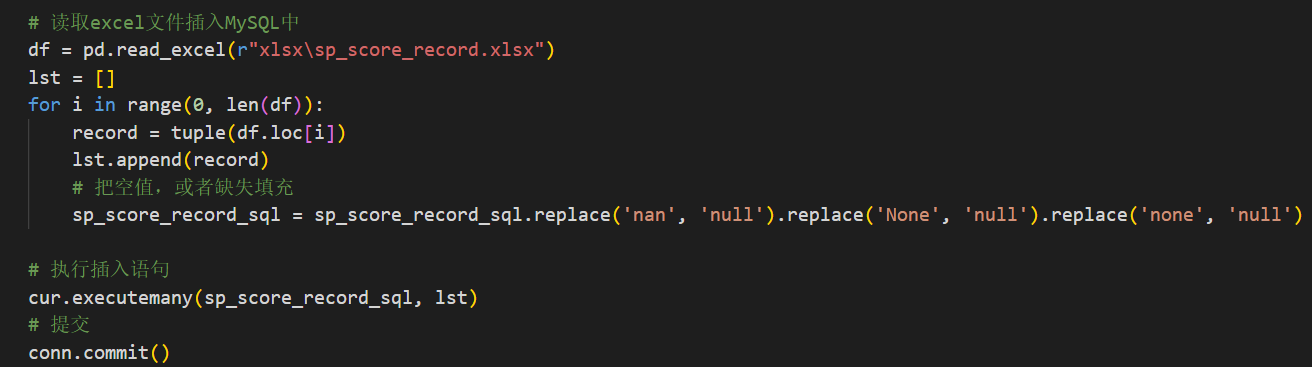 # 读取excel文件插入MySQL中
df = pd.read_excel(r"xlsx\sp_score_record.xlsx")
lst = []
for i in range(0, len(df)):
    record = tuple(df.loc[i])
    lst.append(record)
    # 把空值，或者缺失填充
    sp_score_record_sql = sp_score_record_sql.replace('nan', 'null').replace('None', 'null').replace('none', 'null')
# 执行插入语句
cur.executemany(sp_score_record_sql, lst)
# 提交
conn.commit()